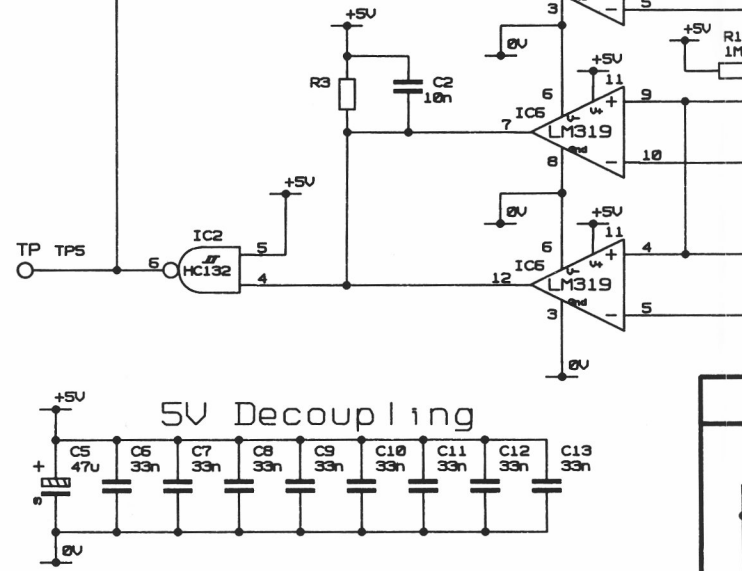 +5V
3
5
0V
+5V
R1
1M
+5V
11
R3
C2
10n
6
9
IC6
V-
V+
+
7
LM319
Gnd
8
−
10
+5V
0V
+5V
11
IC2
5
6
4
TP
TP5
6
HC132
4
IC6
V-
V+
+
12
LM319
Gnd
3
−
5
0V
+5V
5V Decoupling
+
C5
47u
C6
33n
C7
33n
C8
33n
C9
33n
C10
33n
C11
33n
C12
33n
C13
33n
s
0V